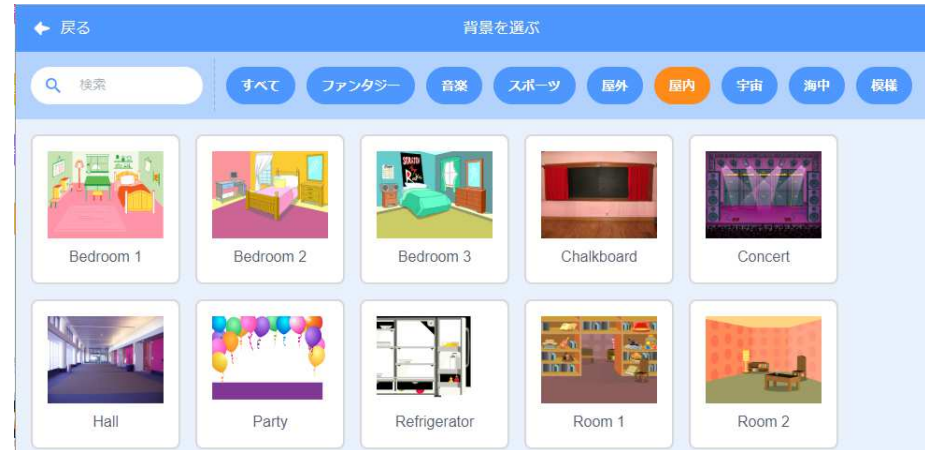 戻る
背景を選ぶ
検索
すべて
ファンタジー
音楽
スポーツ
屋外
屋内
宇宙
海中
模様
Bedroom 1
Bedroom 2
Bedroom 3
Chalkboard
Concert
Hall
Party
Refrigerator
Room 1
Room 2